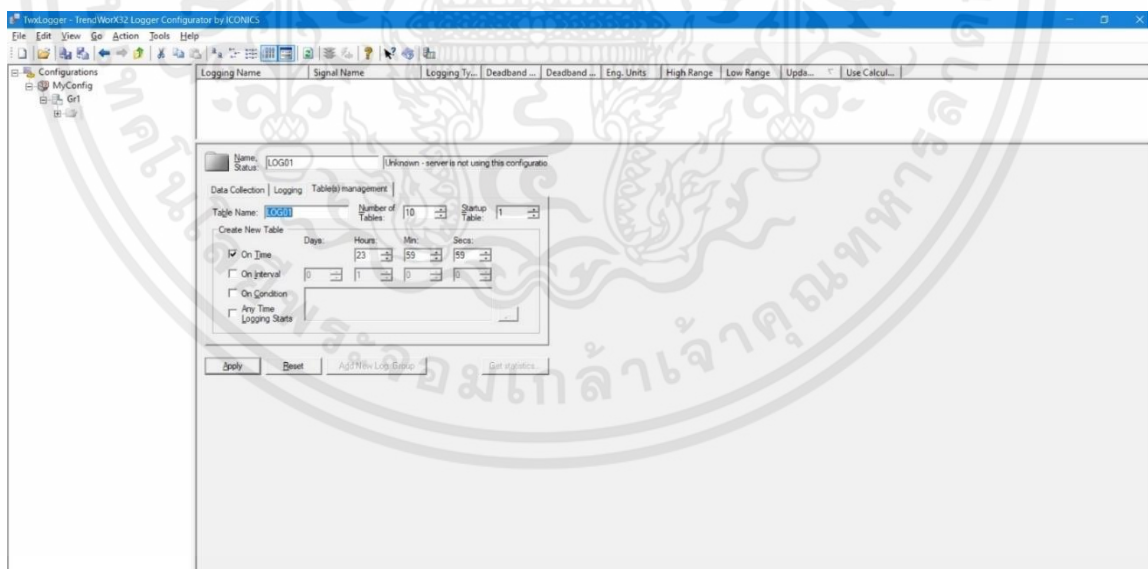 TwxLogger - TrendWorX32 Logger Configurator by ICONICS
File Edit View Go Action Tools Help
Configurations
MyConfig
Gr1
Logging Name Signal Name Logging Ty... Deadband ... Deadband ... Eng. Units High Range Low Range Upda... Use Calcul...
Name, Status: LOG01 Unknown - server is not using this configuratio
Data Collection Logging Table(s) management
Table Name: LOG01 Number of Tables: 10 Startup Table: 1
Create New Table
Days: Hours: Min: Secs:
On Time 23 59 59
On Interval 0 1 0 0
On Condition
Any Time Logging Starts ...
Apply Reset Add New Log Group Get statistics...